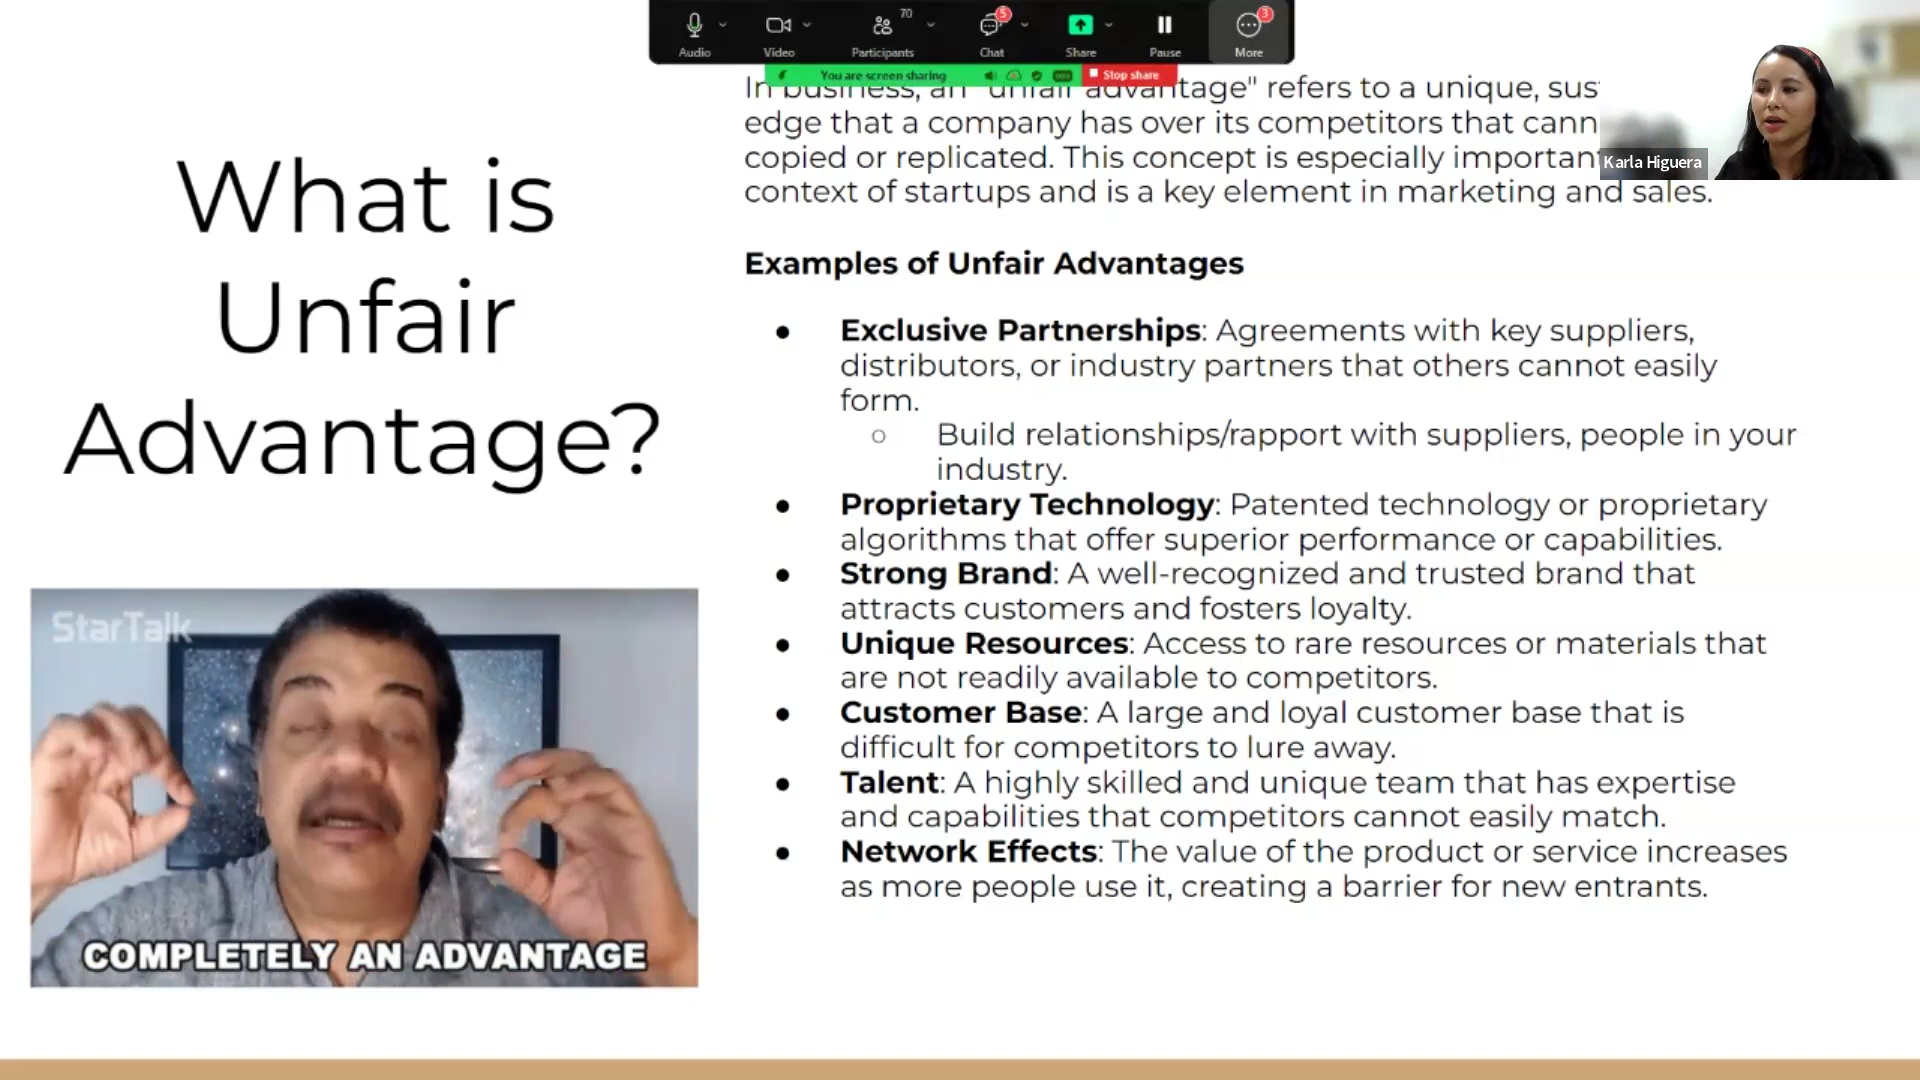 70
5
3
Audio
Video
Participants
Chat
Share
Pause
More
You are screen sharing
Stop share
What is
Unfair
Advantage?
In business, an "unfair advantage" refers to a unique,
edge that a company has over its competitors that
copied or replicated. This concept is especially important
context of startups and is a key element in marketing and sales.
Karla Higuera
Examples of Unfair Advantages
● Exclusive Partnerships: Agreements with key suppliers,
distributors, or industry partners that others cannot easily
form.
○ Build relationships/rapport with suppliers, people in your
industry.
● Proprietary Technology: Patented technology or proprietary
algorithms that offer superior performance or capabilities.
● Strong Brand: A well-recognized and trusted brand that
attracts customers and fosters loyalty.
● Unique Resources: Access to rare resources or materials that
are not readily available to competitors.
● Customer Base: A large and loyal customer base that is
difficult for competitors to lure away.
● Talent: A highly skilled and unique team that has expertise
and capabilities that competitors cannot easily match.
● Network Effects: The value of the product or service increases
as more people use it, creating a barrier for new entrants.
StarTalk
COMPLETELY AN ADVANTAGE